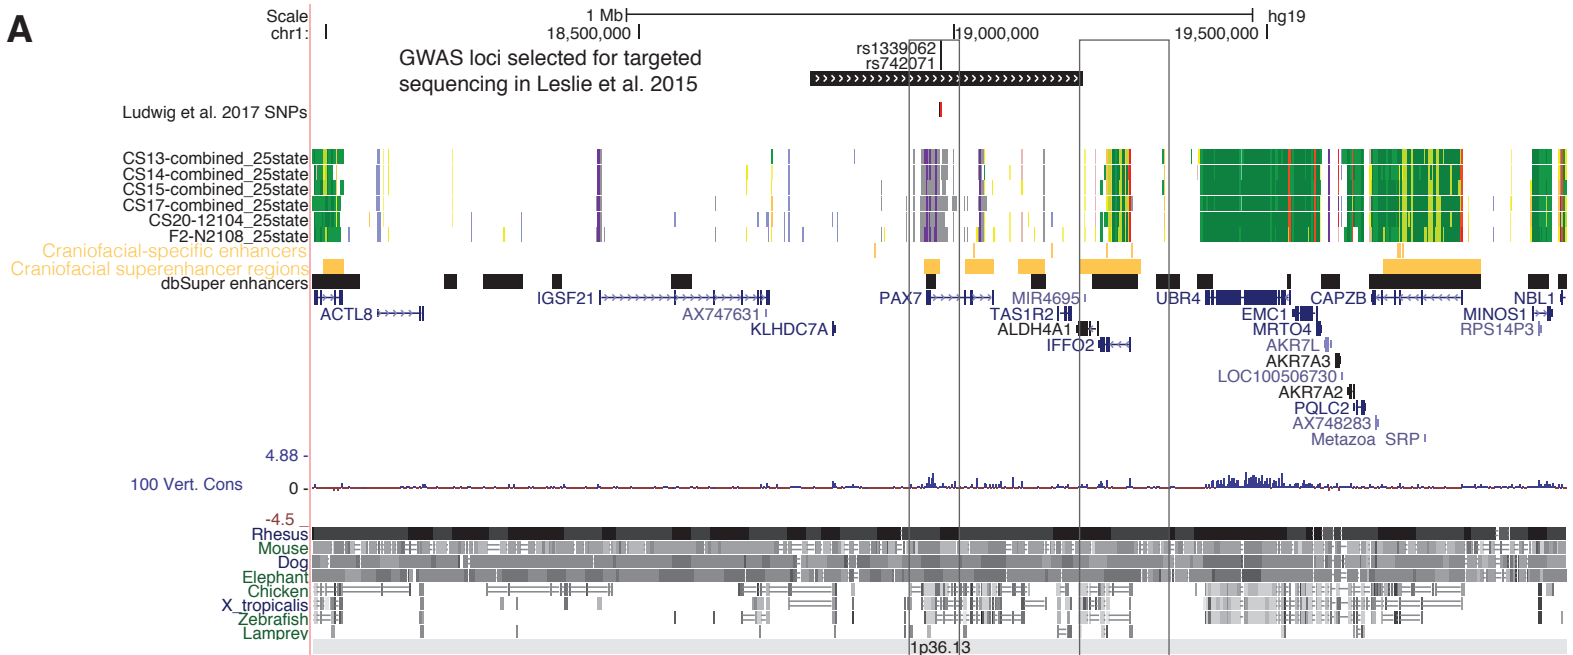 A
Scale 1 Mb hg19
chr1: 18,500,000 19,000,000 19,500,000
GWAS loci selected for targeted
sequencing in Leslie et al. 2015
rs1339062
rs742071
Ludwig et al. 2017 SNPs
CS13-combined_25state
CS14-combined_25state
CS15-combined_25state
CS17-combined_25state
CS20-12104_25state
F2-N2108_25state
Craniofacial-specific enhancers
Craniofacial superenhancer regions
dbSuper enhancers
IGSF21 PAX7 MIR4695 UBR4 CAPZB NBL1
ACTL8 AX747631 TAS1R2 EMC1 MINOS1
KLHDC7A ALDH4A1 MRTO4 RPS14P3
IFFO2 AKR7L
AKR7A3
LOC100506730
AKR7A2
PQLC2
AX748283
Metazoa SRP
4.88 -
100 Vert. Cons
0 -
-4.5 _
Rhesus
Mouse
Dog
Elephant
Chicken
X_tropicalis
Zebrafish
Lamprey
1p36.13